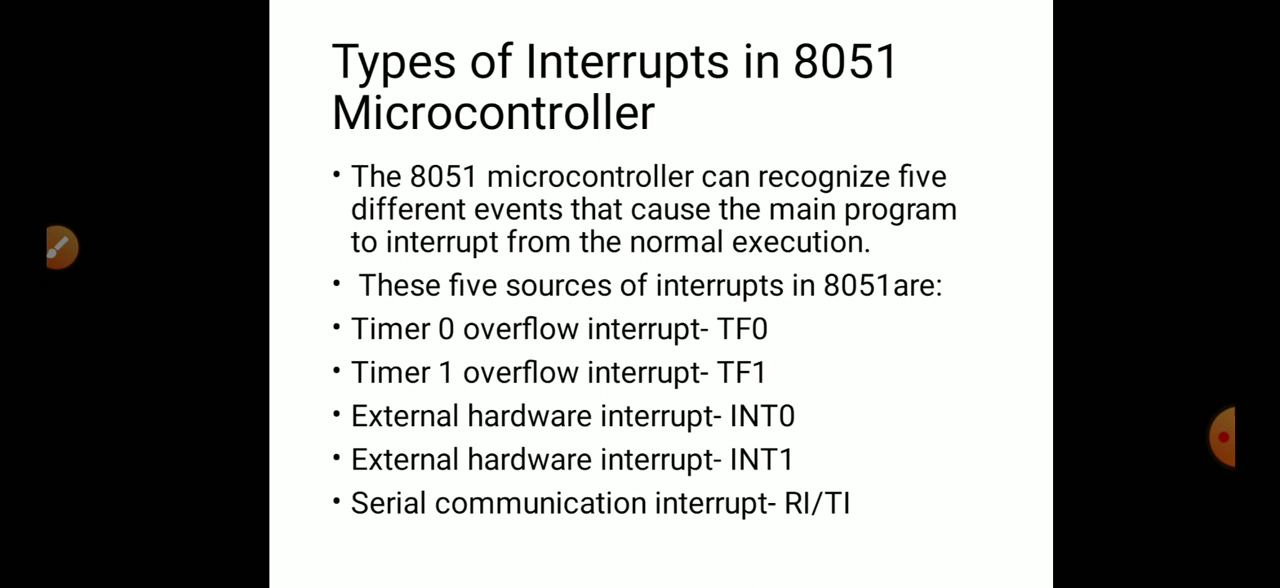 Types of Interrupts in 8051
Microcontroller
• The 8051 microcontroller can recognize five
different events that cause the main program
to interrupt from the normal execution.
• These five sources of interrupts in 8051are:
• Timer 0 overflow interrupt- TF0
• Timer 1 overflow interrupt- TF1
• External hardware interrupt- INT0
• External hardware interrupt- INT1
• Serial communication interrupt- RI/TI